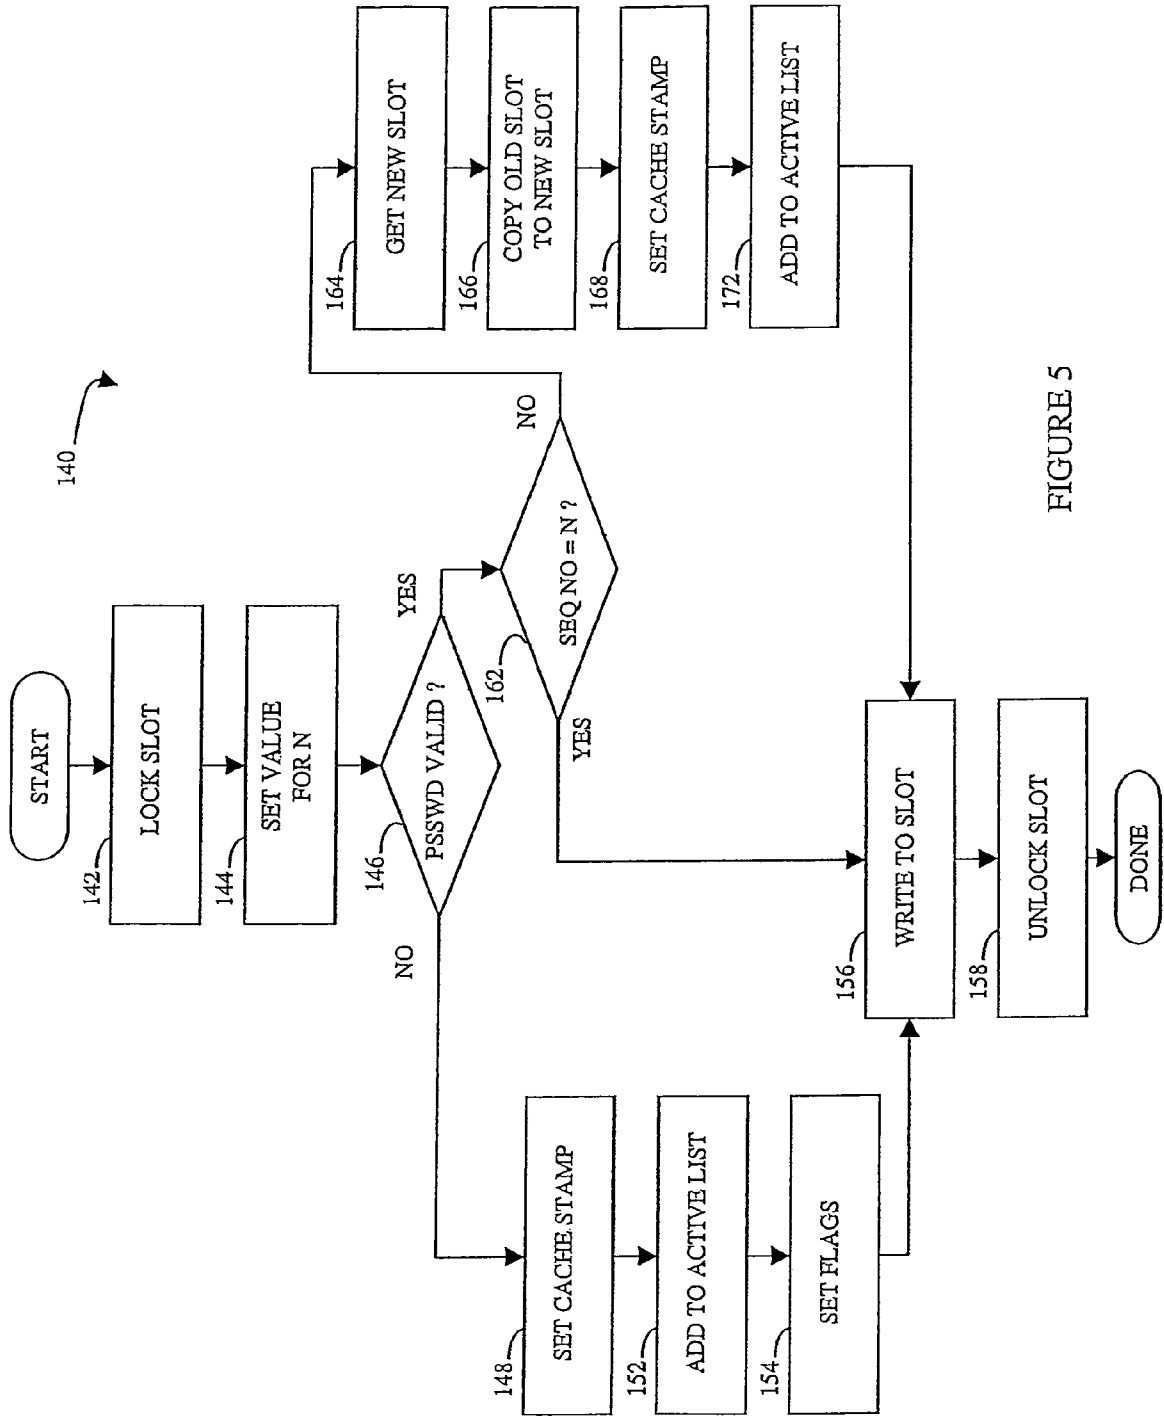 140
START
142
LOCK SLOT
144
SET VALUE
FOR N
146
PSSWD VALID ?
NO
YES
148
SET CACHE STAMP
152
ADD TO ACTIVE LIST
154
SET FLAGS
162
SEQ NO = N ?
YES
NO
164
GET NEW SLOT
166
COPY OLD SLOT
TO NEW SLOT
168
SET CACHE STAMP
172
ADD TO ACTIVE LIST
156
WRITE TO SLOT
158
UNLOCK SLOT
DONE
FIGURE 5